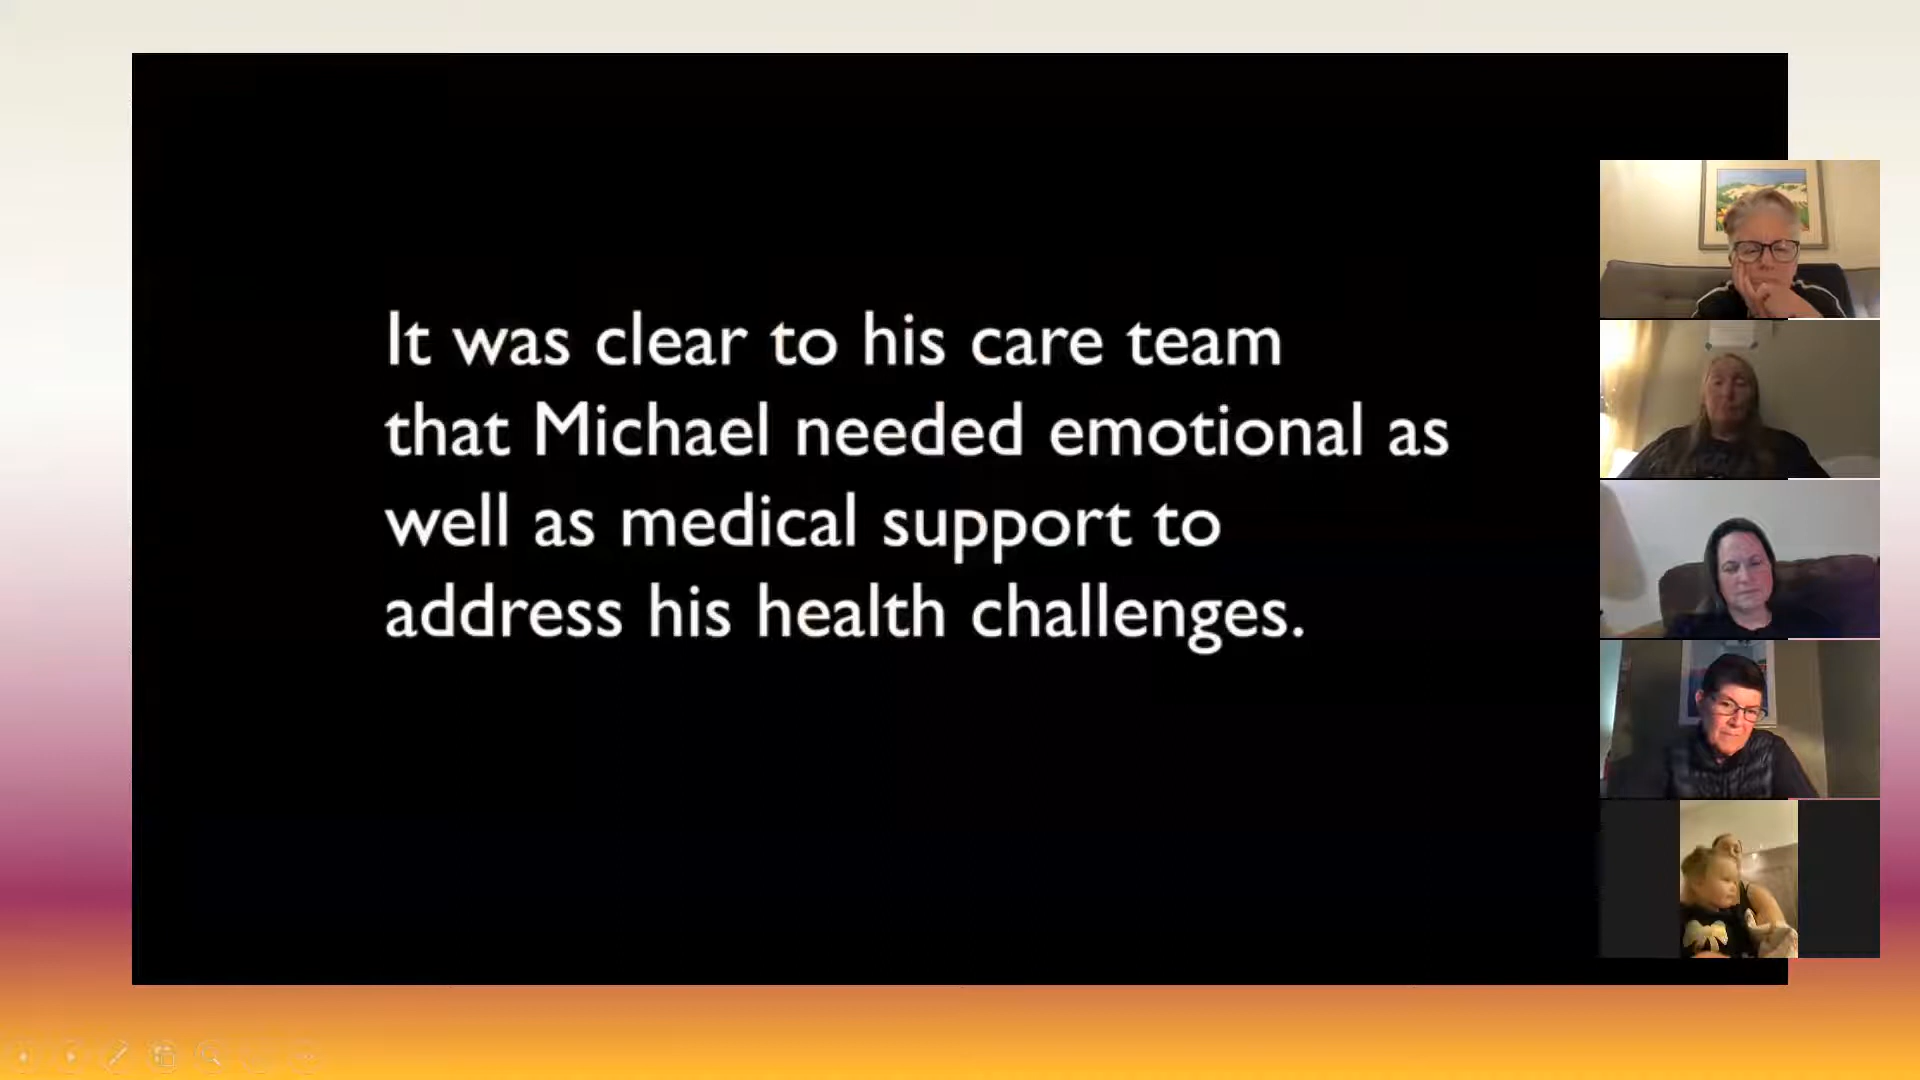 It was clear to his care team
that Michael needed emotional as
well as medical support to
address his health challenges.